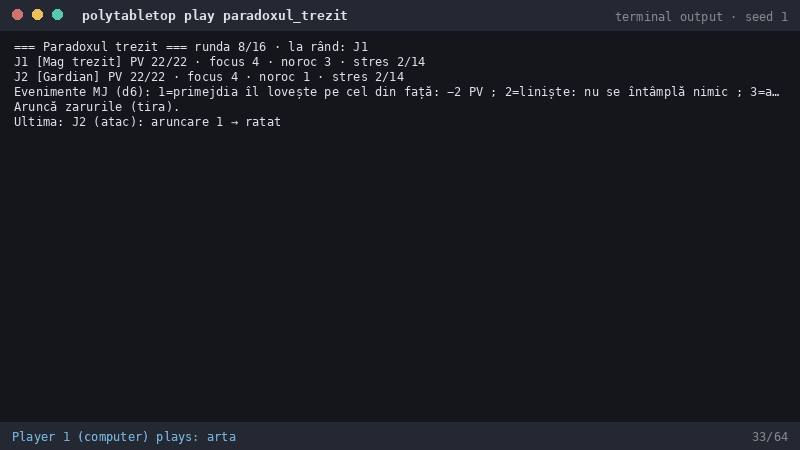 polytabletop play paradoxul_trezit
terminal output · seed 1
=== Paradoxul trezit === runda 8/16 · la rând: J1
J1 [Mag trezit] PV 22/22 · focus 4 · noroc 3 · stres 2/14
J2 [Gardian] PV 22/22 · focus 4 · noroc 1 · stres 2/14
Evenimente MJ (d6): 1=primejdia îl lovește pe cel din față: −2 PV ; 2=liniște: nu se întâmplă nimic ; 3=a…
Aruncă zarurile (tira).
Ultima: J2 (atac): aruncare 1 → ratat
Player 1 (computer) plays: arta
33/64